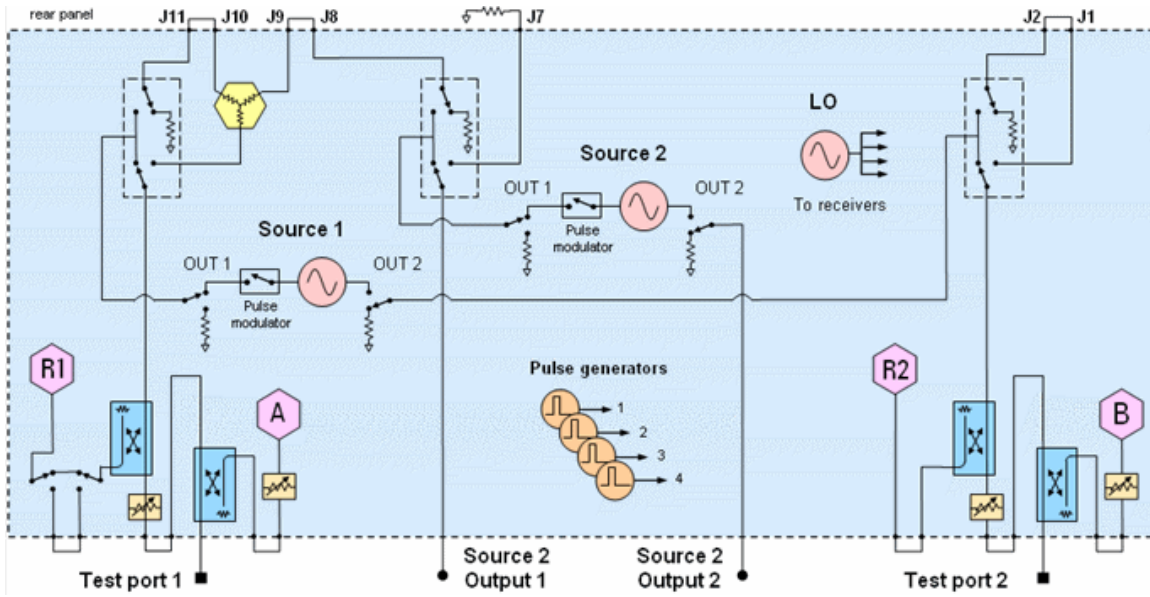 rear panel
J11 J10 J9 J8 J7 J2 J1
LO
Source 2
OUT 1 OUT 2
To receivers
Pulse
modulator
Source 1
OUT 1 OUT 2
Pulse
modulator
R1
A
Pulse generators
1
2
3
4
R2
B
Test port 1
Source 2
Output 1
Source 2
Output 2
Test port 2